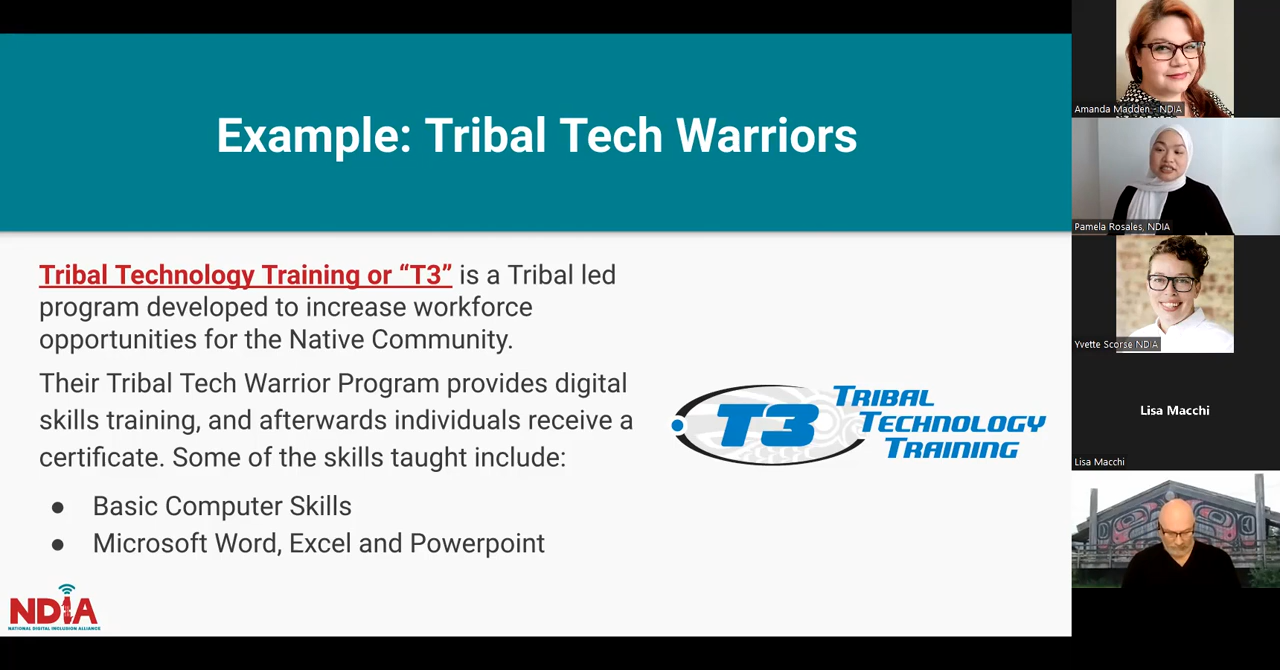 Example: Tribal Tech Warriors
Tribal Technology Training or “T3” is a Tribal led
program developed to increase workforce
opportunities for the Native Community.
Their Tribal Tech Warrior Program provides digital
skills training, and afterwards individuals receive a
certificate. Some of the skills taught include:
● Basic Computer Skills
● Microsoft Word, Excel and Powerpoint
T3
TRIBAL
TECHNOLOGY
TRAINING
NDIA
NATIONAL DIGITAL INCLUSION ALLIANCE
Amanda Madden - NDIA
Pamela Rosales, NDIA
Yvette Scorse NDIA
Lisa Macchi
Lisa Macchi